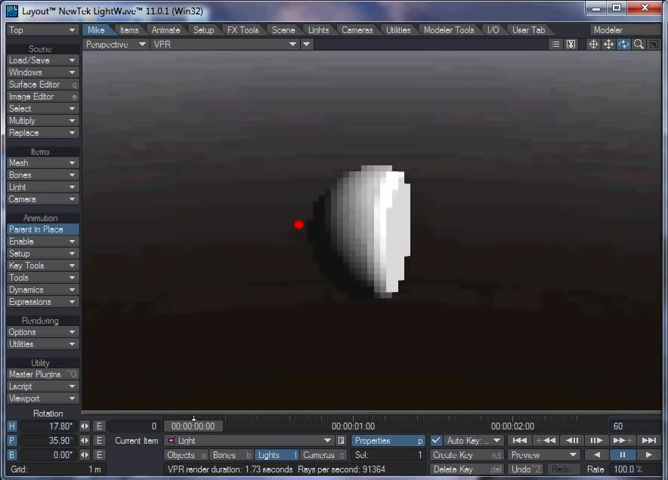 Layout™ NewTek LightWave™ 11.0.1 (Win32)
Top Mike Items Animate Setup FX Tools Scene Lights Cameras Utilities Modeler Tools I/O User Tab Modeler
Perspective VPR
Scene
Load/Save
Windows
Surface Editor
Image Editor
Select
Multiply
Replace
Items
Mesh
Bones
Light
Camera
Animation
Parent In Place
Enable
Setup
Key Tools
Tools
Dynamics
Expressions
Rendering
Options
Utilities
Utility
Master Plugins ^Q
Lscript
Viewport
Rotation
H 17.80° E 0 00:00:00:00 00:00:01:00 00:00:02:00 60
P 35.90° E Current Item Light Properties p Auto Key: ...
B 0.00° E Objects o Bones b Lights l Cameras c Sel: 1 Create Key ret Preview
Grid: 1 m VPR render duration: 1.73 seconds Rays per second: 91364 Delete Key del Undo ^Z Redo Rate 100.0 %